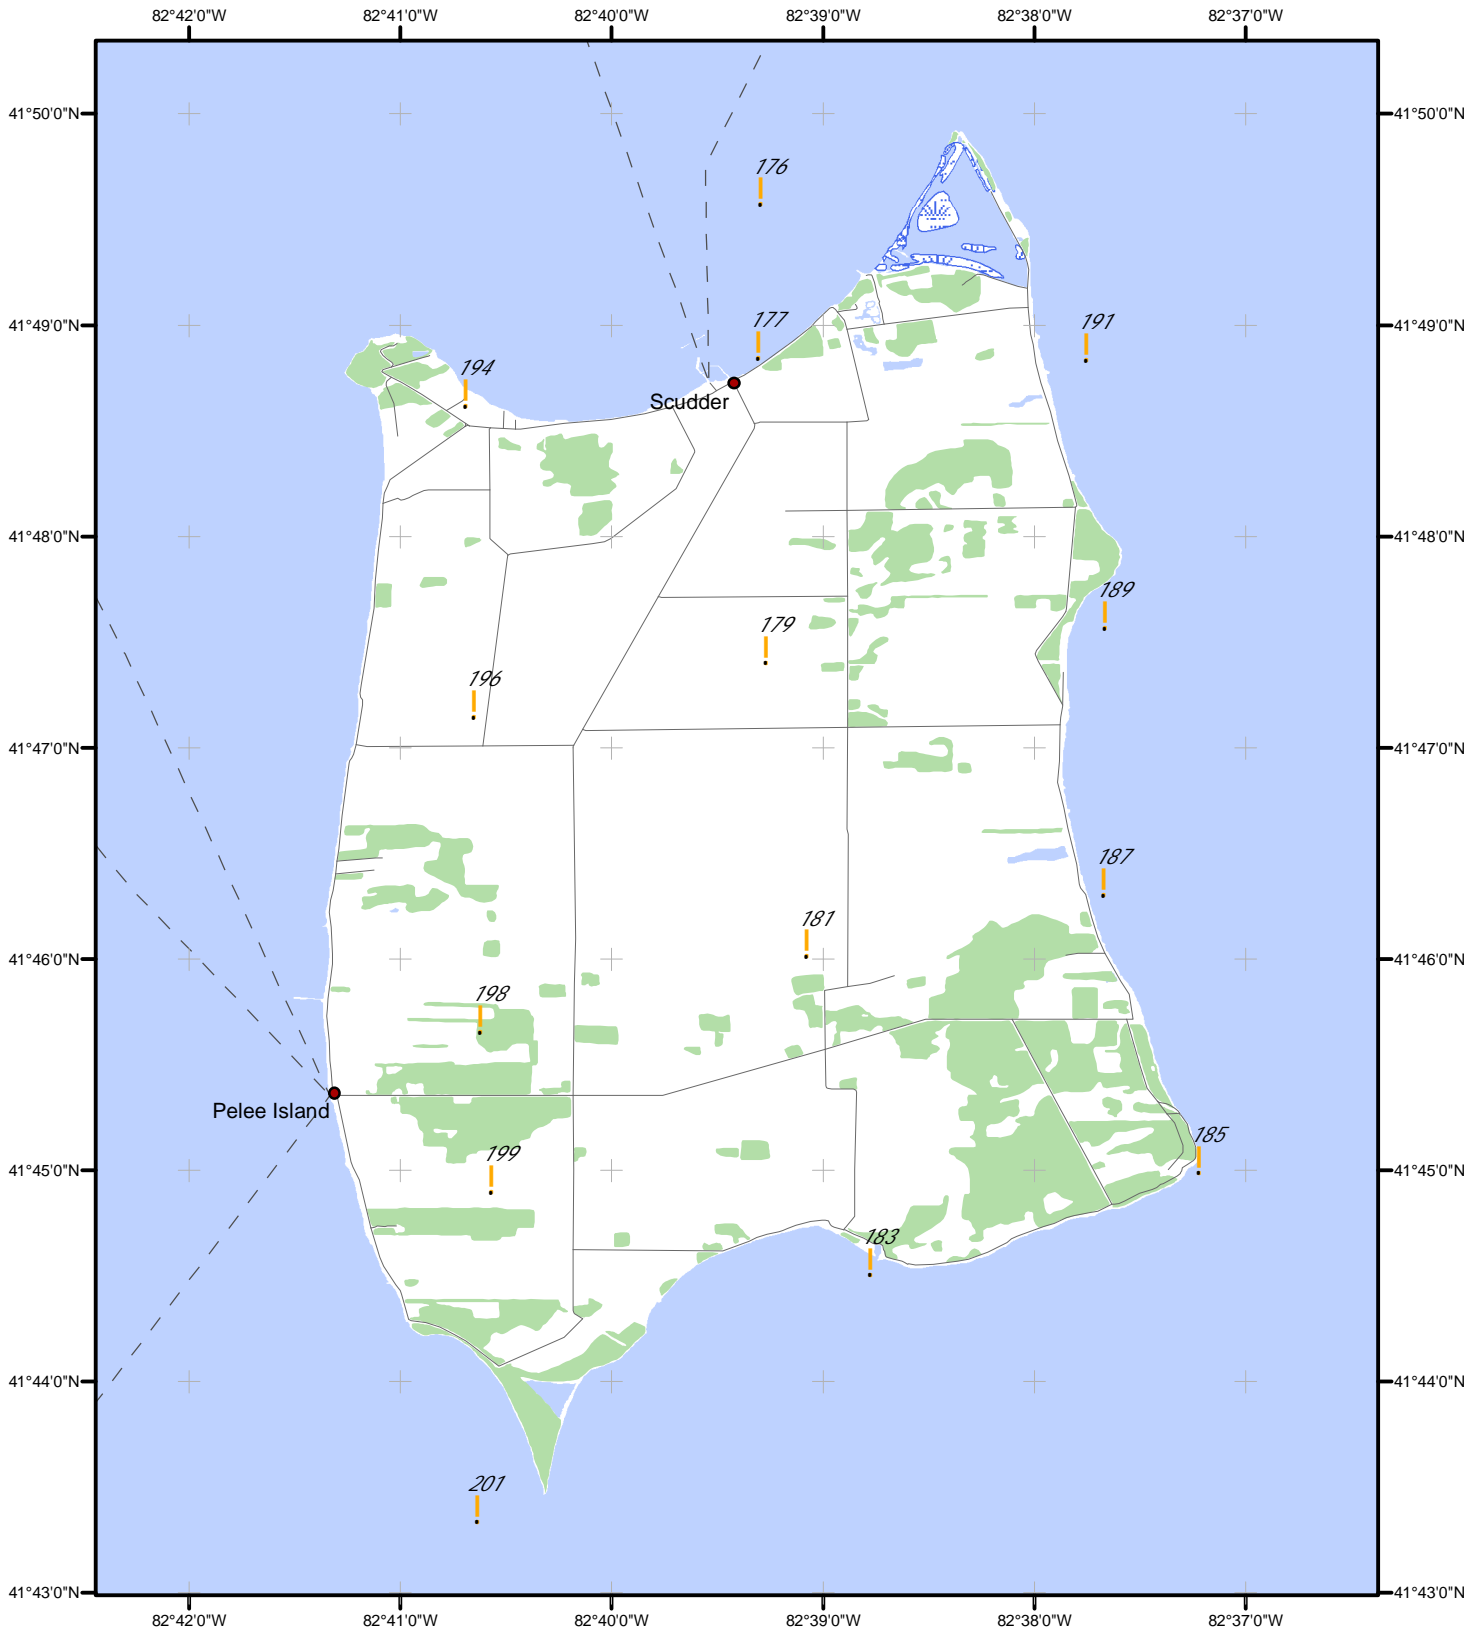 82°42'0"W 82°41'0"W 82°40'0"W 82°39'0"W 82°38'0"W 82°37'0"W
41°50'0"N 41°50'0"N
176
41°49'0"N 177 191 41°49'0"N
194
Scudder
41°48'0"N 41°48'0"N
189
179
196
41°47'0"N 41°47'0"N
187
181
41°46'0"N 41°46'0"N
198
Pelee Island
185
199
41°45'0"N 41°45'0"N
183
41°44'0"N 41°44'0"N
201
41°43'0"N 41°43'0"N
82°42'0"W 82°41'0"W 82°40'0"W 82°39'0"W 82°38'0"W 82°37'0"W